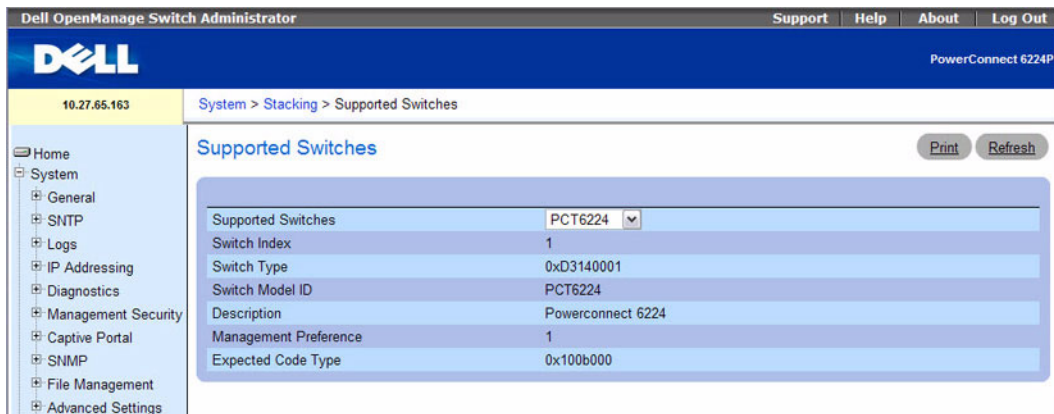 Dell OpenManage Switch Administrator Support Help About Log Out
DELL
PowerConnect 6224P
10.27.65.163
System > Stacking > Supported Switches
Home
System
General
SNTP
Logs
IP Addressing
Diagnostics
Management Security
Captive Portal
SNMP
File Management
Advanced Settings
Supported Switches
Print Refresh
Supported Switches PCT6224
Switch Index 1
Switch Type 0xD3140001
Switch Model ID PCT6224
Description Powerconnect 6224
Management Preference 1
Expected Code Type 0x100b000